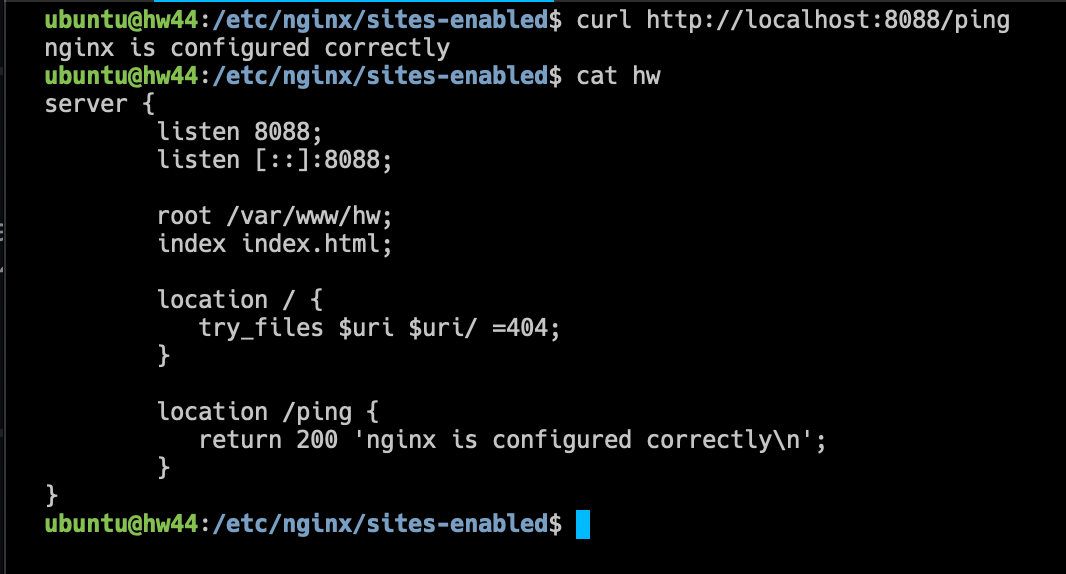 ubuntu@hw44:/etc/nginx/sites-enabled$ curl http://localhost:8088/ping
nginx is configured correctly
ubuntu@hw44:/etc/nginx/sites-enabled$ cat hw
server {
        listen 8088;
        listen [::]:8088;

        root /var/www/hw;
        index index.html;

        location / {
           try_files $uri $uri/ =404;
        }

        location /ping {
           return 200 'nginx is configured correctly\n';
        }
}
ubuntu@hw44:/etc/nginx/sites-enabled$